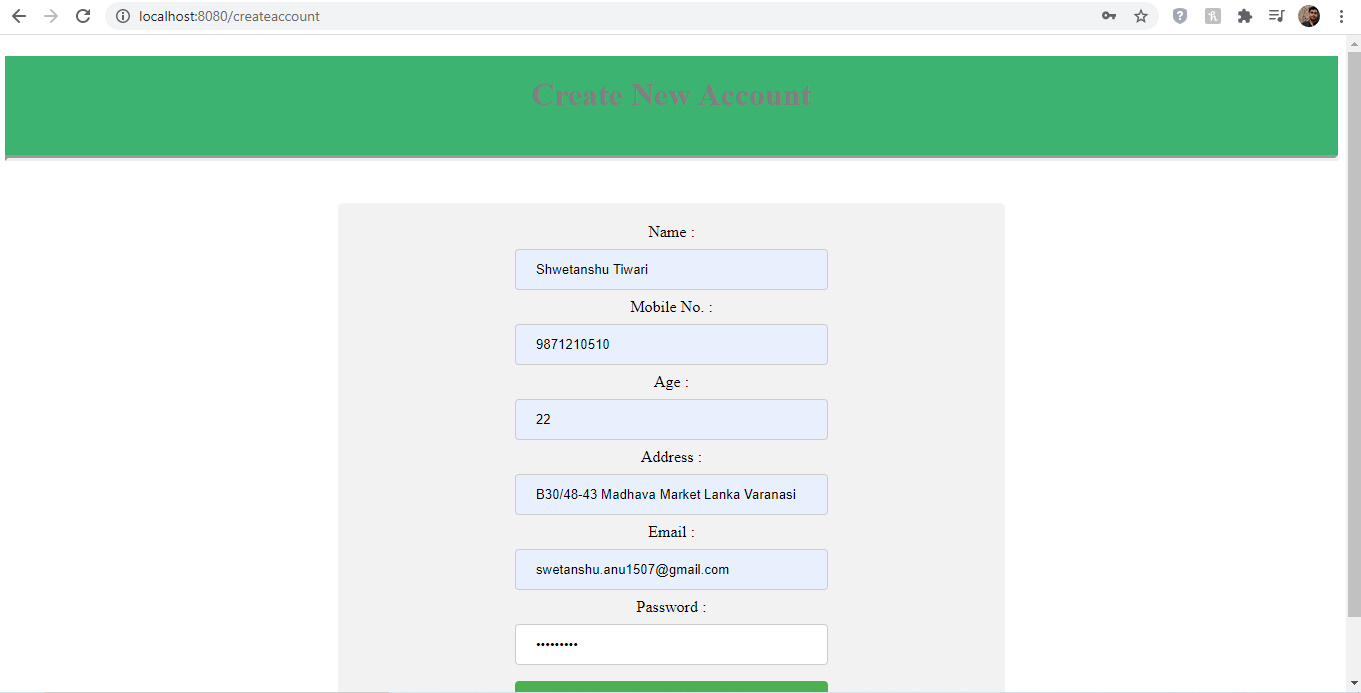 localhost:8080/createaccount
Create New Account
Name :
Shwetanshu Tiwari
Mobile No. :
9871210510
Age :
22
Address :
B30/48-43 Madhava Market Lanka Varanasi
Email :
swetanshu.anu1507@gmail.com
Password :
•••••••••